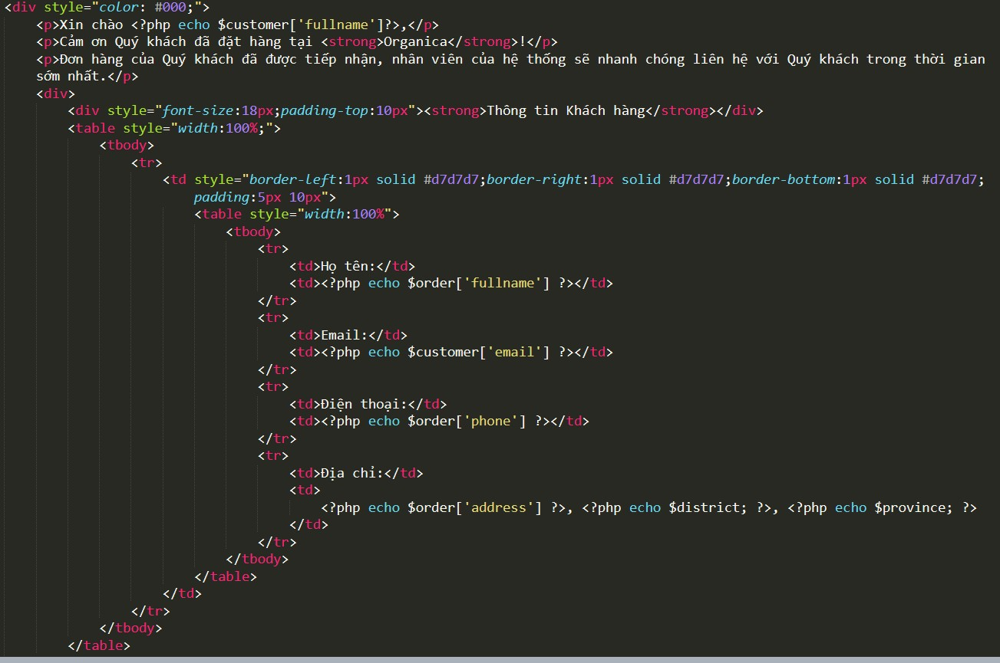 <div style="color: #000;">
<p>Xin chào <?php echo $customer['fullname']?>,</p>
<p>Cảm ơn Quý khách đã đặt hàng tại <strong>Organica</strong>!</p>
<p>Đơn hàng của Quý khách đã được tiếp nhận, nhân viên của hệ thống sẽ nhanh chóng liên hệ với Quý khách trong thời gian
sớm nhất.</p>
<div>
<div style="font-size:18px;padding-top:10px"><strong>Thông tin Khách hàng</strong></div>
<table style="width:100%;">
<tbody>
<tr>
<td style="border-left:1px solid #d7d7d7;border-right:1px solid #d7d7d7;border-bottom:1px solid #d7d7d7;
padding:5px 10px">
<table style="width:100%">
<tbody>
<tr>
<td>Họ tên:</td>
<td><?php echo $order['fullname'] ?></td>
</tr>
<tr>
<td>Email:</td>
<td><?php echo $customer['email'] ?></td>
</tr>
<tr>
<td>Điện thoại:</td>
<td><?php echo $order['phone'] ?></td>
</tr>
<tr>
<td>Địa chỉ:</td>
<td>
<?php echo $order['address'] ?>, <?php echo $district; ?>, <?php echo $province; ?>
</td>
</tr>
</tbody>
</table>
</td>
</tr>
</tbody>
</table>